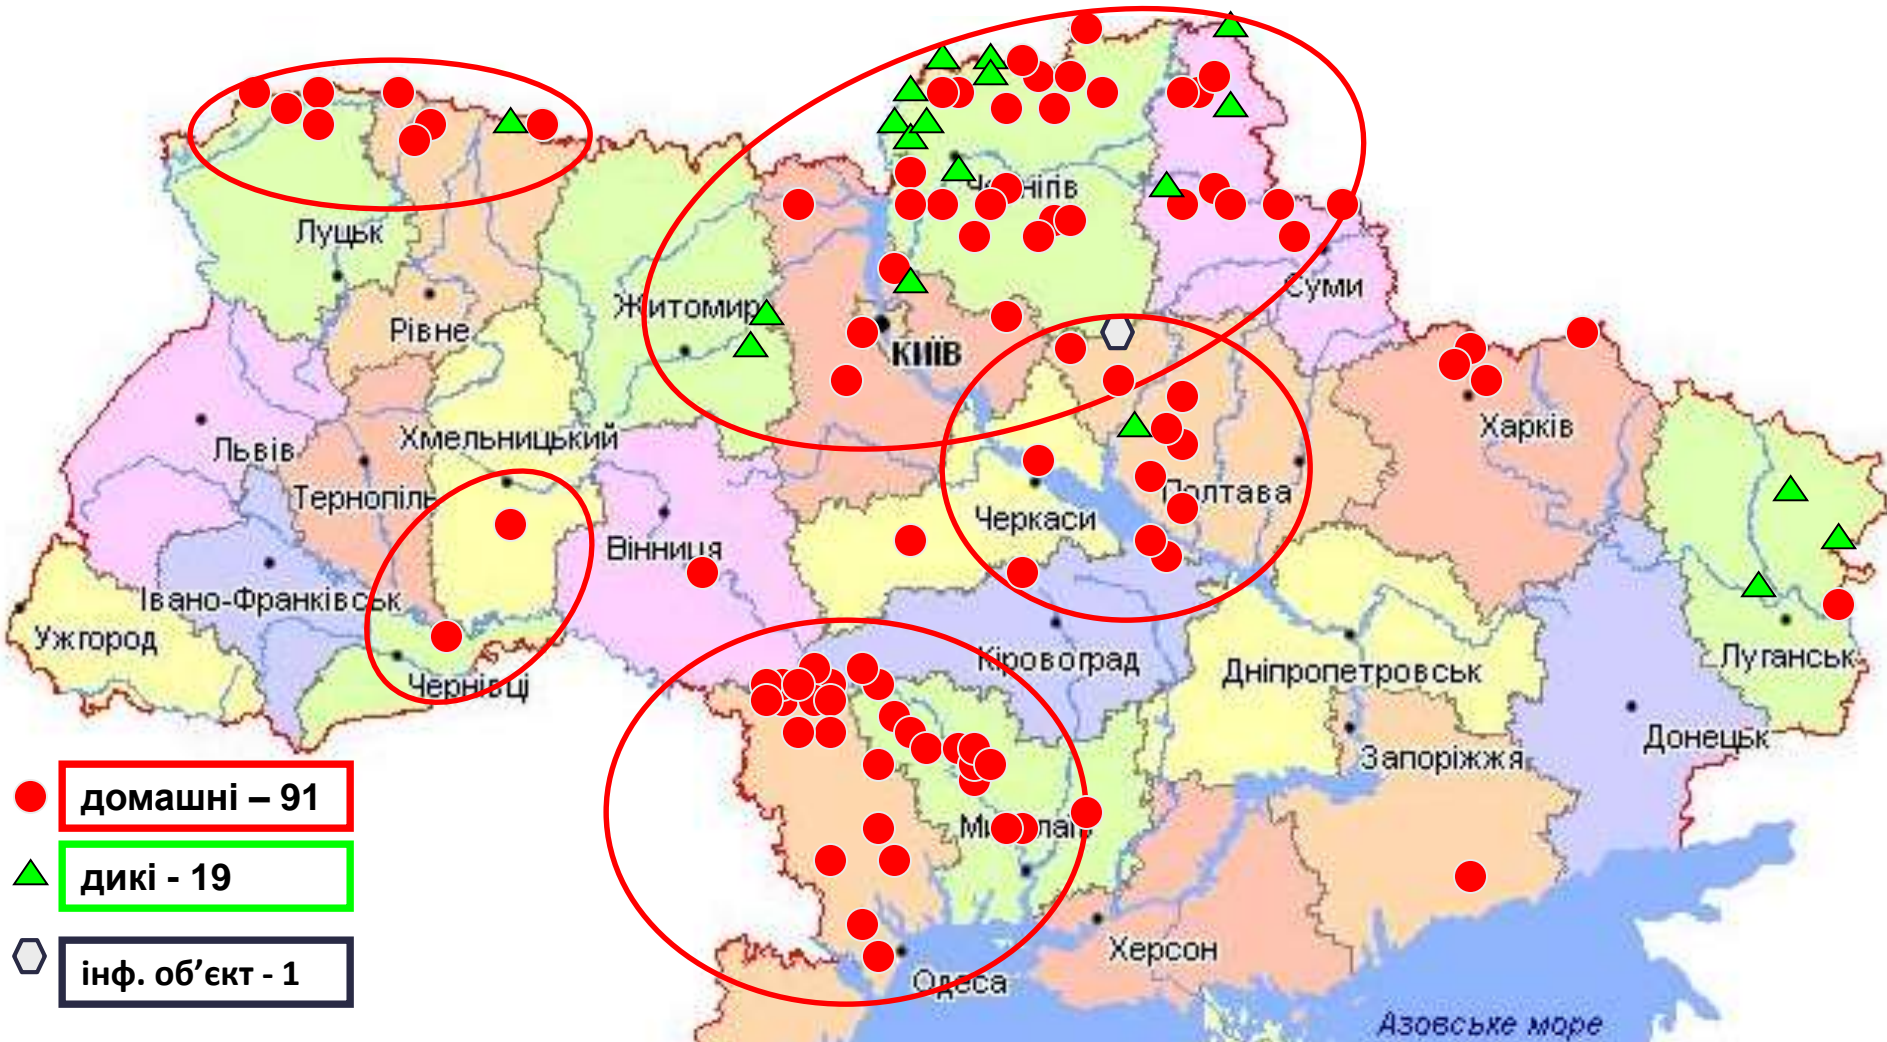 Чернігів
Луцьк
Суми
Житомир
Рівне
КИЇВ
Харків
Хмельницький
Львів
Тернопіль
Полтава
Черкаси
Вінниця
Івано-Франківськ
Ужгород
Кіровоград
Луганськ
Дніпропетровськ
Чернівці
Донецьк
Запоріжжя
домашні – 91
Миколаїв
дикі - 19
Херсон
інф. об’єкт - 1
Одеса
Азовське море